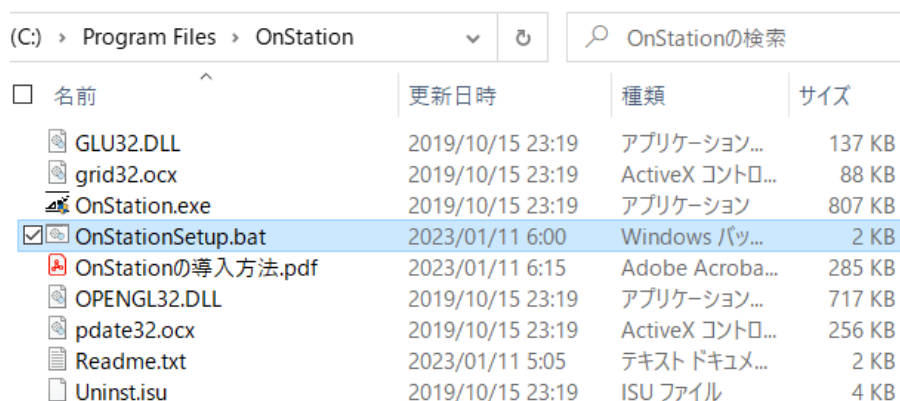 (C:) › Program Files › OnStation OnStationの検索
名前 更新日時 種類 サイズ
GLU32.DLL 2019/10/15 23:19 アプリケーション... 137 KB
grid32.ocx 2019/10/15 23:19 ActiveX コントロ... 88 KB
OnStation.exe 2019/10/15 23:19 アプリケーション 807 KB
OnStationSetup.bat 2023/01/11 6:00 Windows バッ... 2 KB
OnStationの導入方法.pdf 2023/01/11 6:15 Adobe Acroba... 285 KB
OPENGL32.DLL 2019/10/15 23:19 アプリケーション... 717 KB
pdate32.ocx 2019/10/15 23:19 ActiveX コントロ... 256 KB
Readme.txt 2023/01/11 5:05 テキスト ドキュメ... 2 KB
Uninst.isu 2019/10/15 23:19 ISU ファイル 4 KB